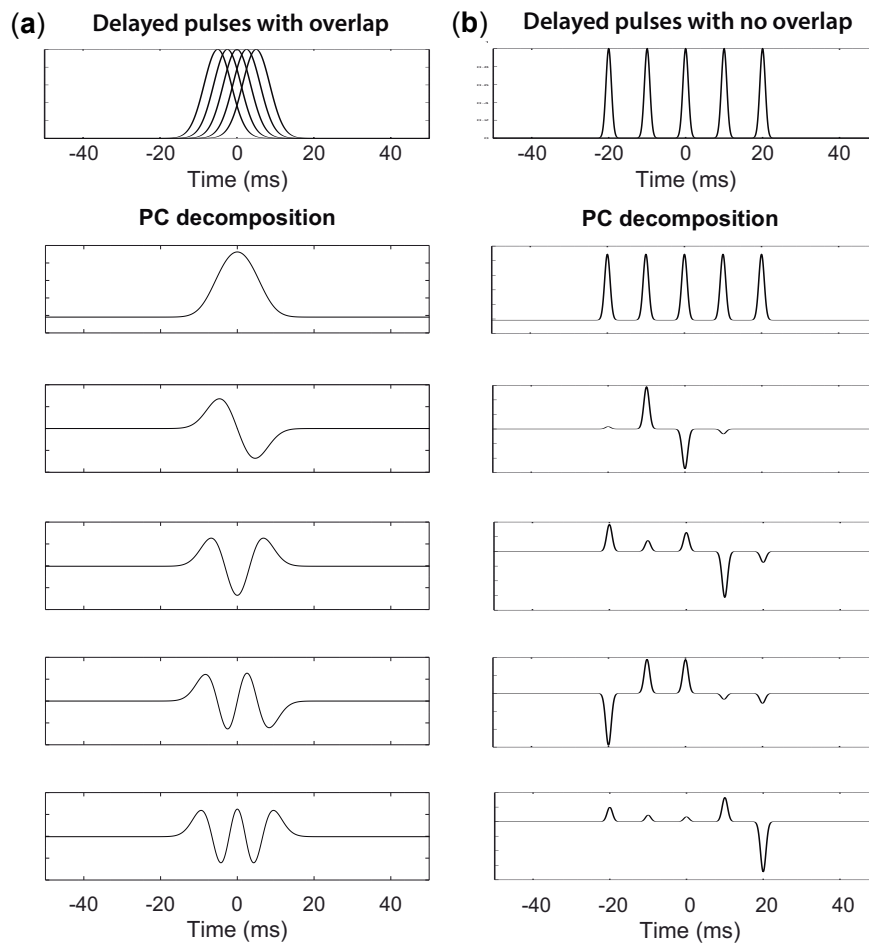 (a) Delayed pulses with overlap
-40 -20 0 20 40
Time (ms)
PC decomposition
-40 -20 0 20 40
Time (ms)
(b) Delayed pulses with no overlap
-40 -20 0 20 40
Time (ms)
PC decomposition
-40 -20 0 20 40
Time (ms)